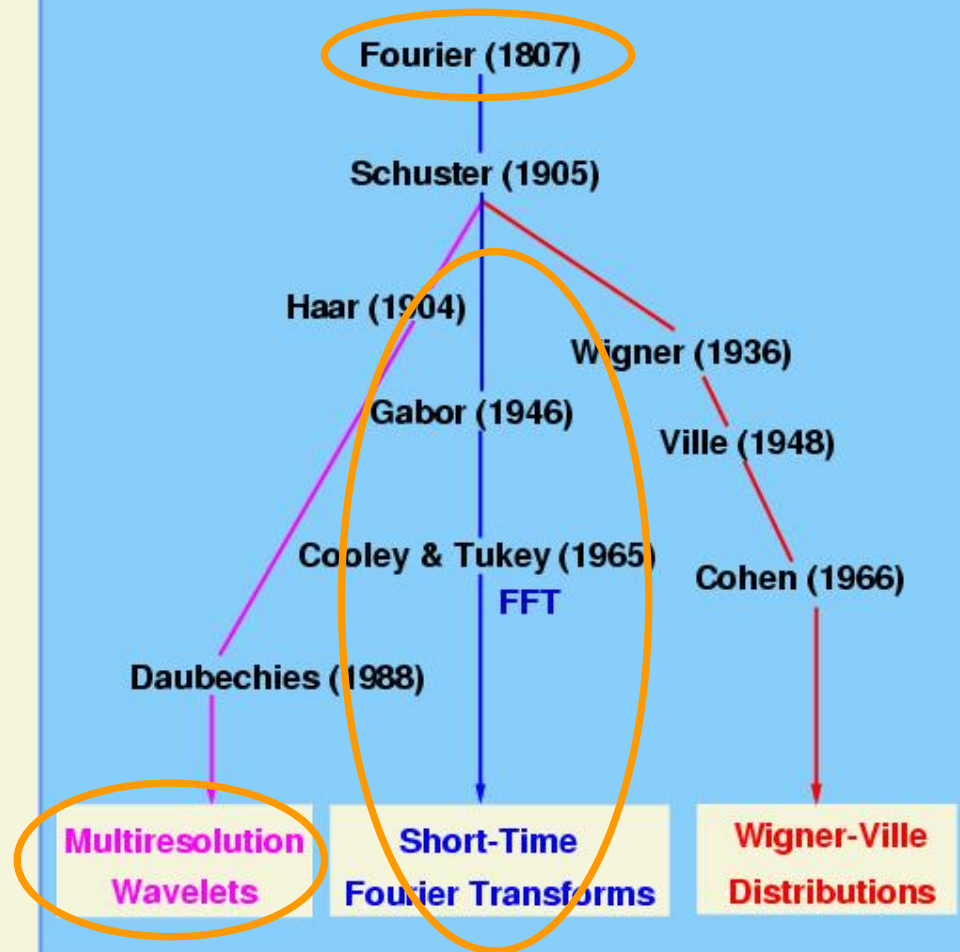 Fourier (1807)
Schuster (1905)
Haar (1904)
Wigner (1936)
Gabor (1946)
Ville (1948)
Cooley & Tukey (1965)
FFT
Cohen (1966)
Daubechies (1988)
Multiresolution
Wavelets
Short-Time
Fourier Transforms
Wigner-Ville
Distributions